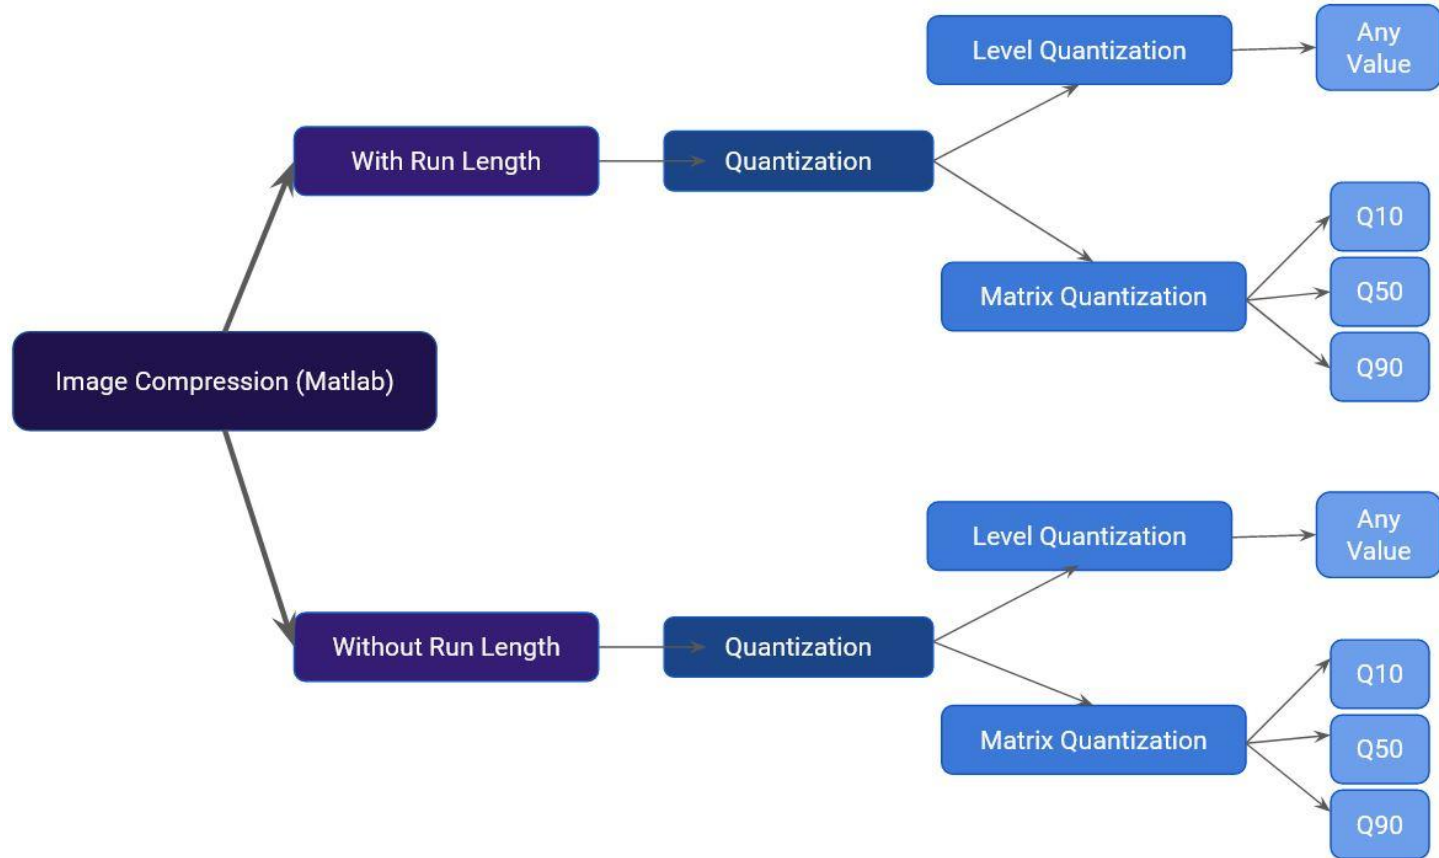 Image Compression (Matlab)
With Run Length
Quantization
Level Quantization
Any
Value
Matrix Quantization
Q10
Q50
Q90
Without Run Length
Quantization
Level Quantization
Any
Value
Matrix Quantization
Q10
Q50
Q90